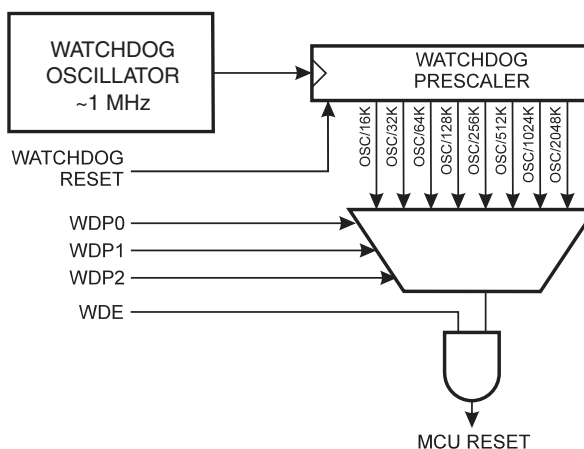 WATCHDOG
OSCILLATOR
~1 MHz
WATCHDOG
PRESCALER
OSC/16K
OSC/32K
OSC/64K
OSC/128K
OSC/256K
OSC/512K
OSC/1024K
OSC/2048K
WATCHDOG
RESET
WDP0
WDP1
WDP2
WDE
MCU RESET